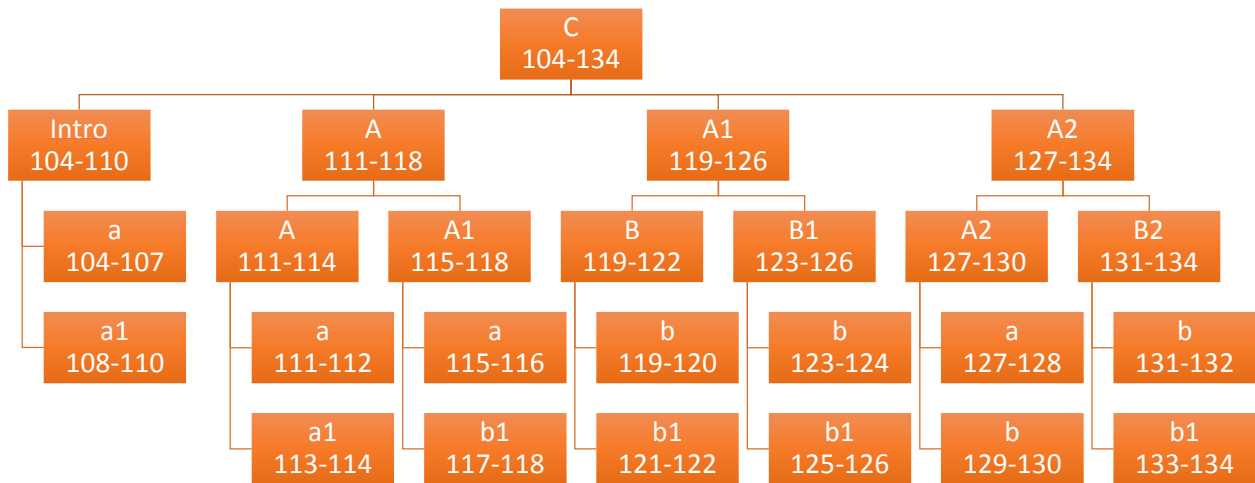 C
104-134
Intro
104-110
A
111-118
A1
119-126
A2
127-134
a
104-107
A
111-114
A1
115-118
B
119-122
B1
123-126
A2
127-130
B2
131-134
a1
108-110
a
111-112
a
115-116
b
119-120
b
123-124
a
127-128
b
131-132
a1
113-114
b1
117-118
b1
121-122
b1
125-126
b
129-130
b1
133-134